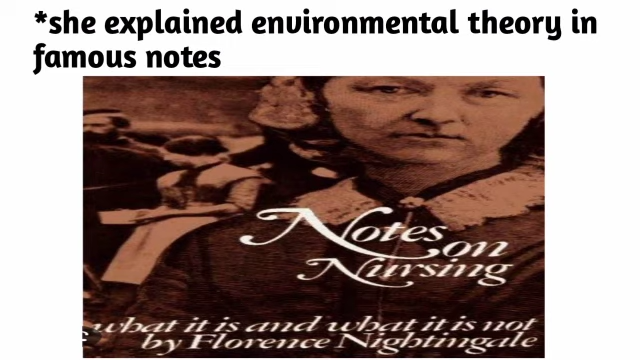 *she explained environmental theory in
famous notes
Notes
on
Nursing
what it is and what it is not
by Florence Nightingale